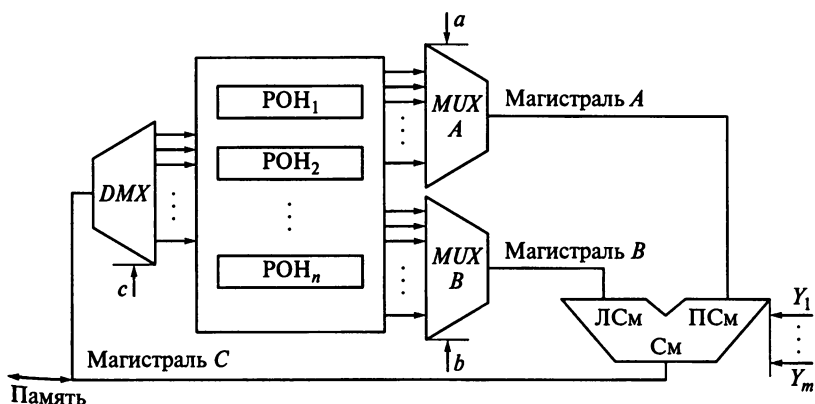 a
РОН₁
MUX
A
Магистраль A
РОН₂
DMX
MUX
B
Магистраль B
РОНₙ
c
ЛСм
ПСм
См
Y₁
Yₘ
b
Магистраль C
Память